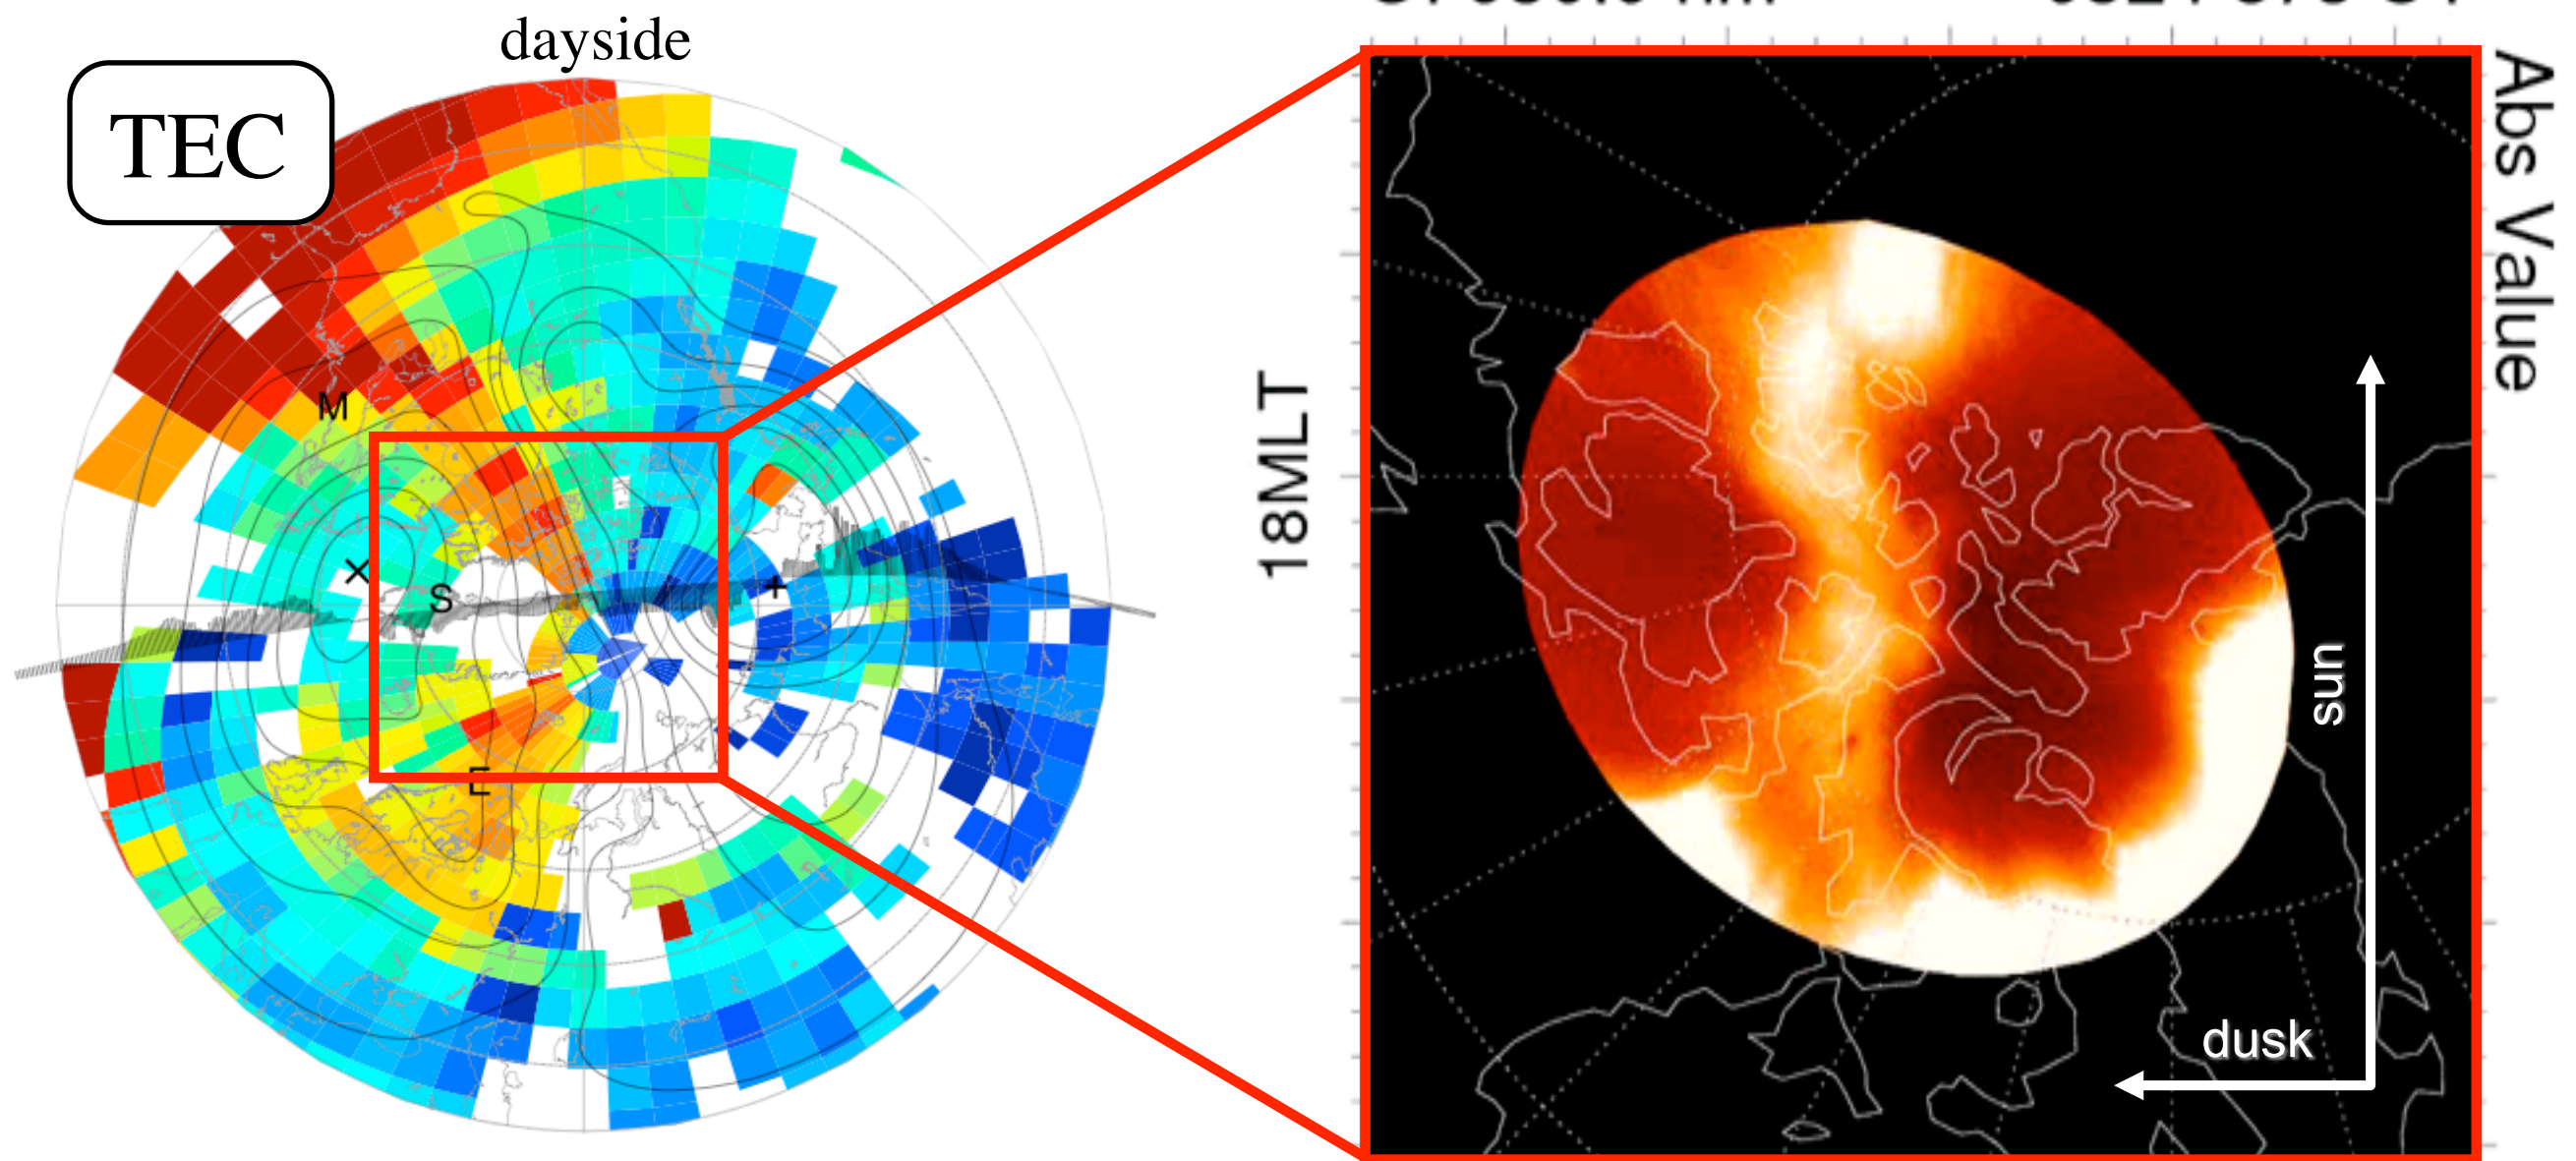 dayside
TEC
M
×
S
+
E
18MLT
Abs Value
sun
dusk